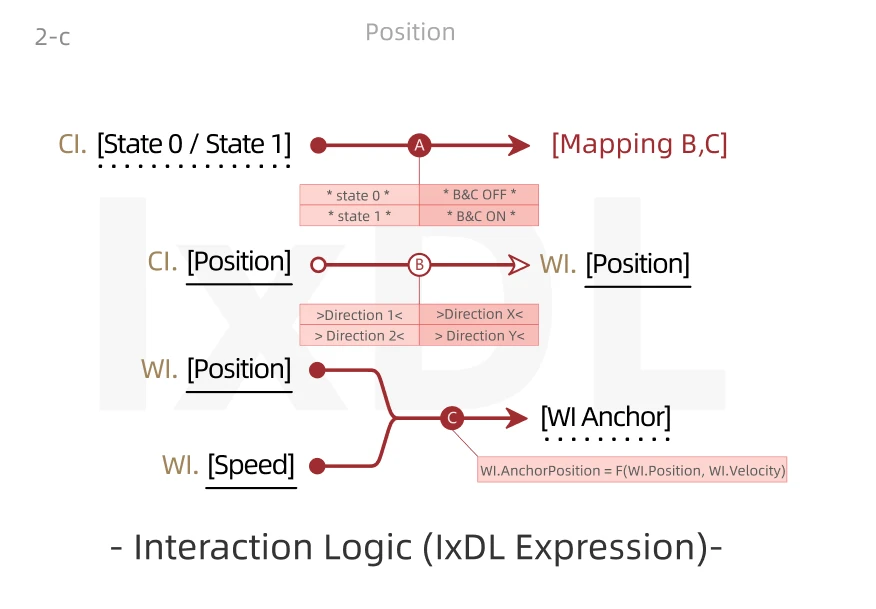 2-c
Position
CI. [State 0 / State 1]
A
[Mapping B,C]
* state 0 *
* B&C OFF *
* state 1 *
* B&C ON *
CI. [Position]
B
WI. [Position]
>Direction 1<
>Direction X<
> Direction 2<
> Direction Y<
WI. [Position]
C
[WI Anchor]
WI. [Speed]
WI.AnchorPosition = F(WI.Position, WI.Velocity)
IxDL
- Interaction Logic (IxDL Expression)-